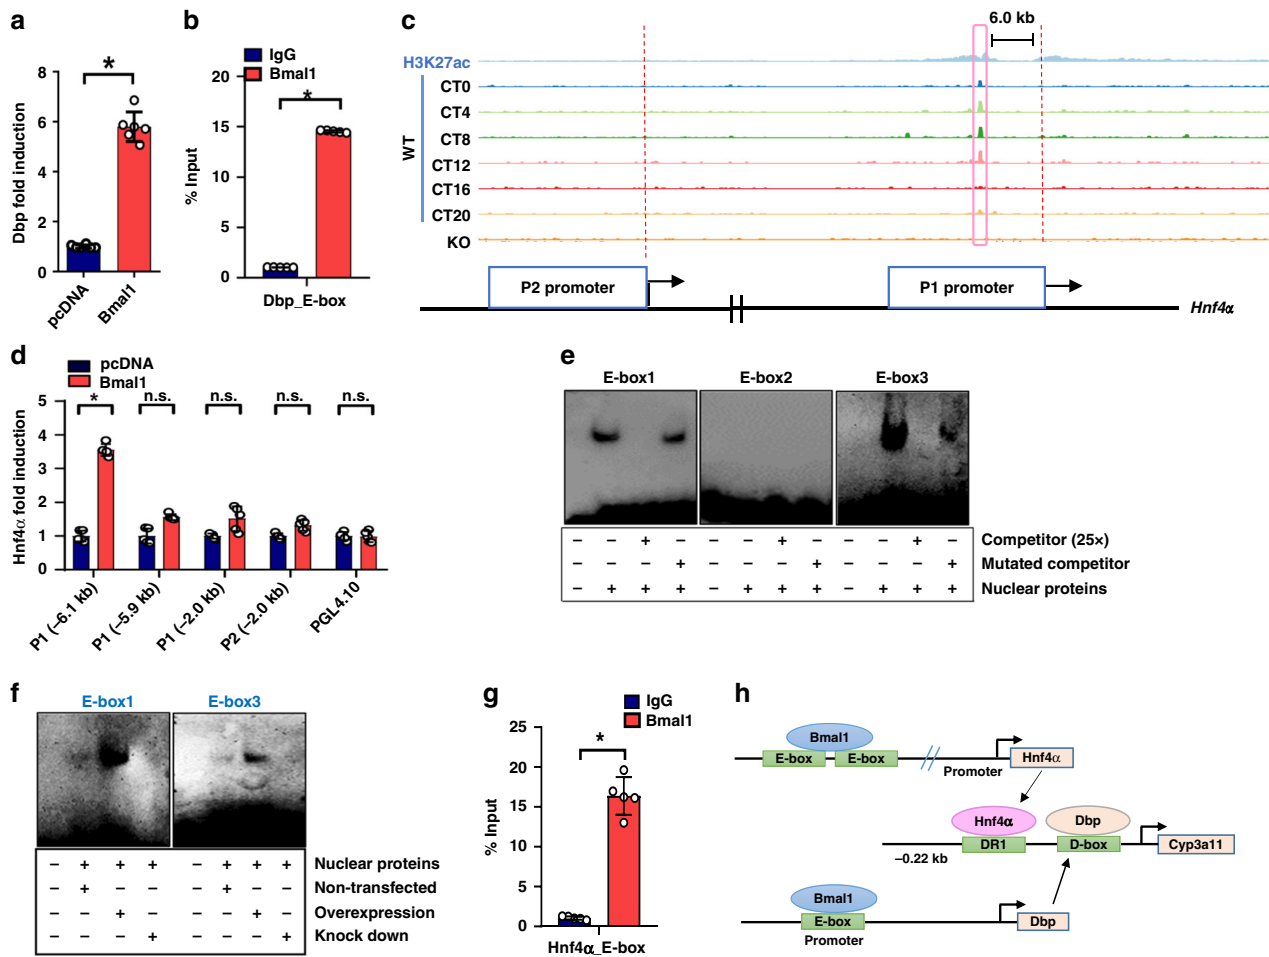 a
Dbp fold induction
8
6
4
2
0
*
pcDNA
Bmal1
b
IgG
Bmal1
% Input
20
15
10
5
0
*
Dbp_E-box
c
6.0 kb
H3K27ac
WT
CT0
CT4
CT8
CT12
CT16
CT20
KO
P2 promoter
P1 promoter
Hnf4α
d
pcDNA
Bmal1
Hnf4α fold induction
5
4
3
2
1
0
* n.s. n.s. n.s. n.s.
P1 (−6.1 kb)
P1 (−5.9 kb)
P1 (−2.0 kb)
P2 (−2.0 kb)
PGL4.10
e
E-box1 E-box2 E-box3
− − + − − − + − − − + − Competitor (25×)
− − − + − − − + − − − + Mutated competitor
− + + + − + + + − + + + Nuclear proteins
f
E-box1 E-box3
− + + + − + + + Nuclear proteins
− + − − − + − − Non-transfected
− − + − − − + − Overexpression
− − − + − − − + Knock down
g
IgG
Bmal1
% Input
25
20
15
10
5
0
*
Hnf4α_E-box
h
Bmal1
E-box E-box
Promoter
Hnf4α
Hnf4α
Dbp
DR1
D-box
Cyp3a11
−0.22 kb
Bmal1
E-box
Promoter
Dbp